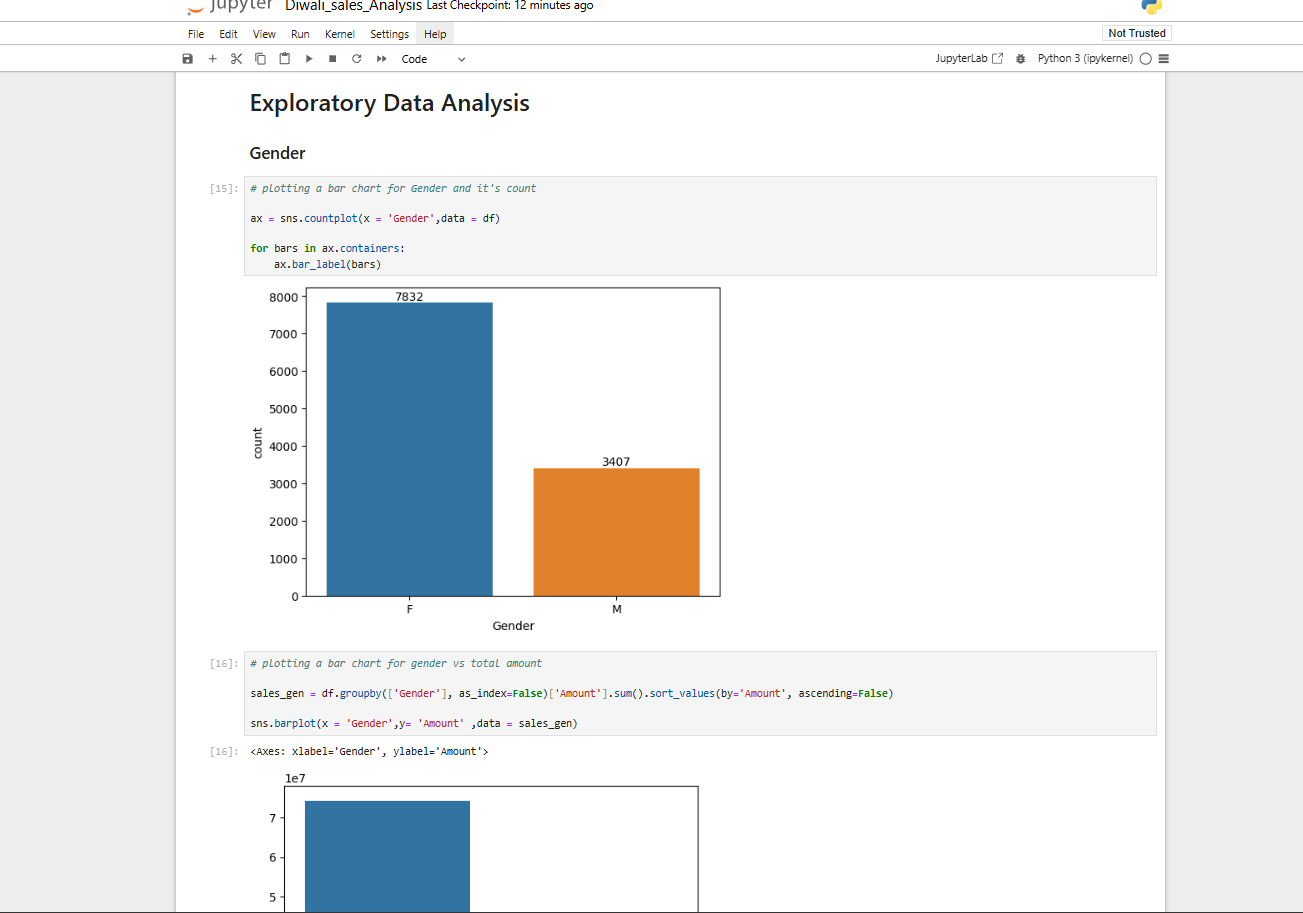 jupyter Diwali_sales_Analysis Last Checkpoint: 12 minutes ago
File Edit View Run Kernel Settings Help Not Trusted
Code JupyterLab Python 3 (ipykernel)
Exploratory Data Analysis
Gender
[15]: # plotting a bar chart for Gender and it's count
ax = sns.countplot(x = 'Gender',data = df)
for bars in ax.containers:
    ax.bar_label(bars)
8000
7000
6000
5000
4000
3000
2000
1000
0
count
7832
3407
F M
Gender
[16]: # plotting a bar chart for gender vs total amount
sales_gen = df.groupby(['Gender'], as_index=False)['Amount'].sum().sort_values(by='Amount', ascending=False)
sns.barplot(x = 'Gender',y= 'Amount' ,data = sales_gen)
[16]: <Axes: xlabel='Gender', ylabel='Amount'>
1e7
7
6
5